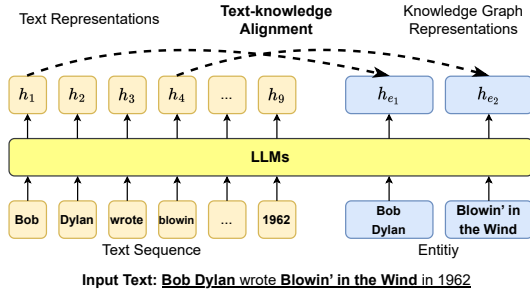 Text Representations
Text-knowledge
Alignment
Knowledge Graph
Representations
h1 h2 h3 h4 ... h9 he1 he2
LLMs
Bob Dylan wrote blowin ... 1962
Bob
Dylan
Blowin' in
the Wind
Text Sequence
Entitiy
Input Text: Bob Dylan wrote Blowin' in the Wind in 1962